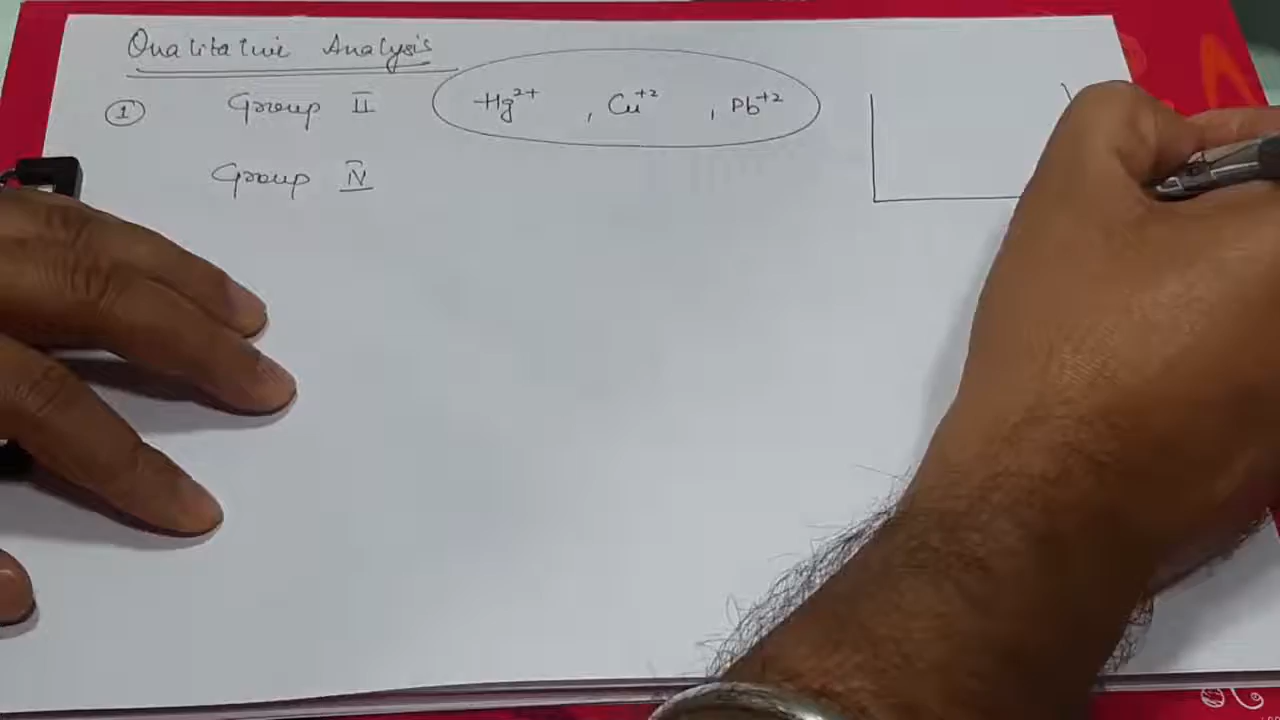 Qualitative Analysis
① Group II Hg²⁺ , Cu⁺² , Pb⁺²
Group IV